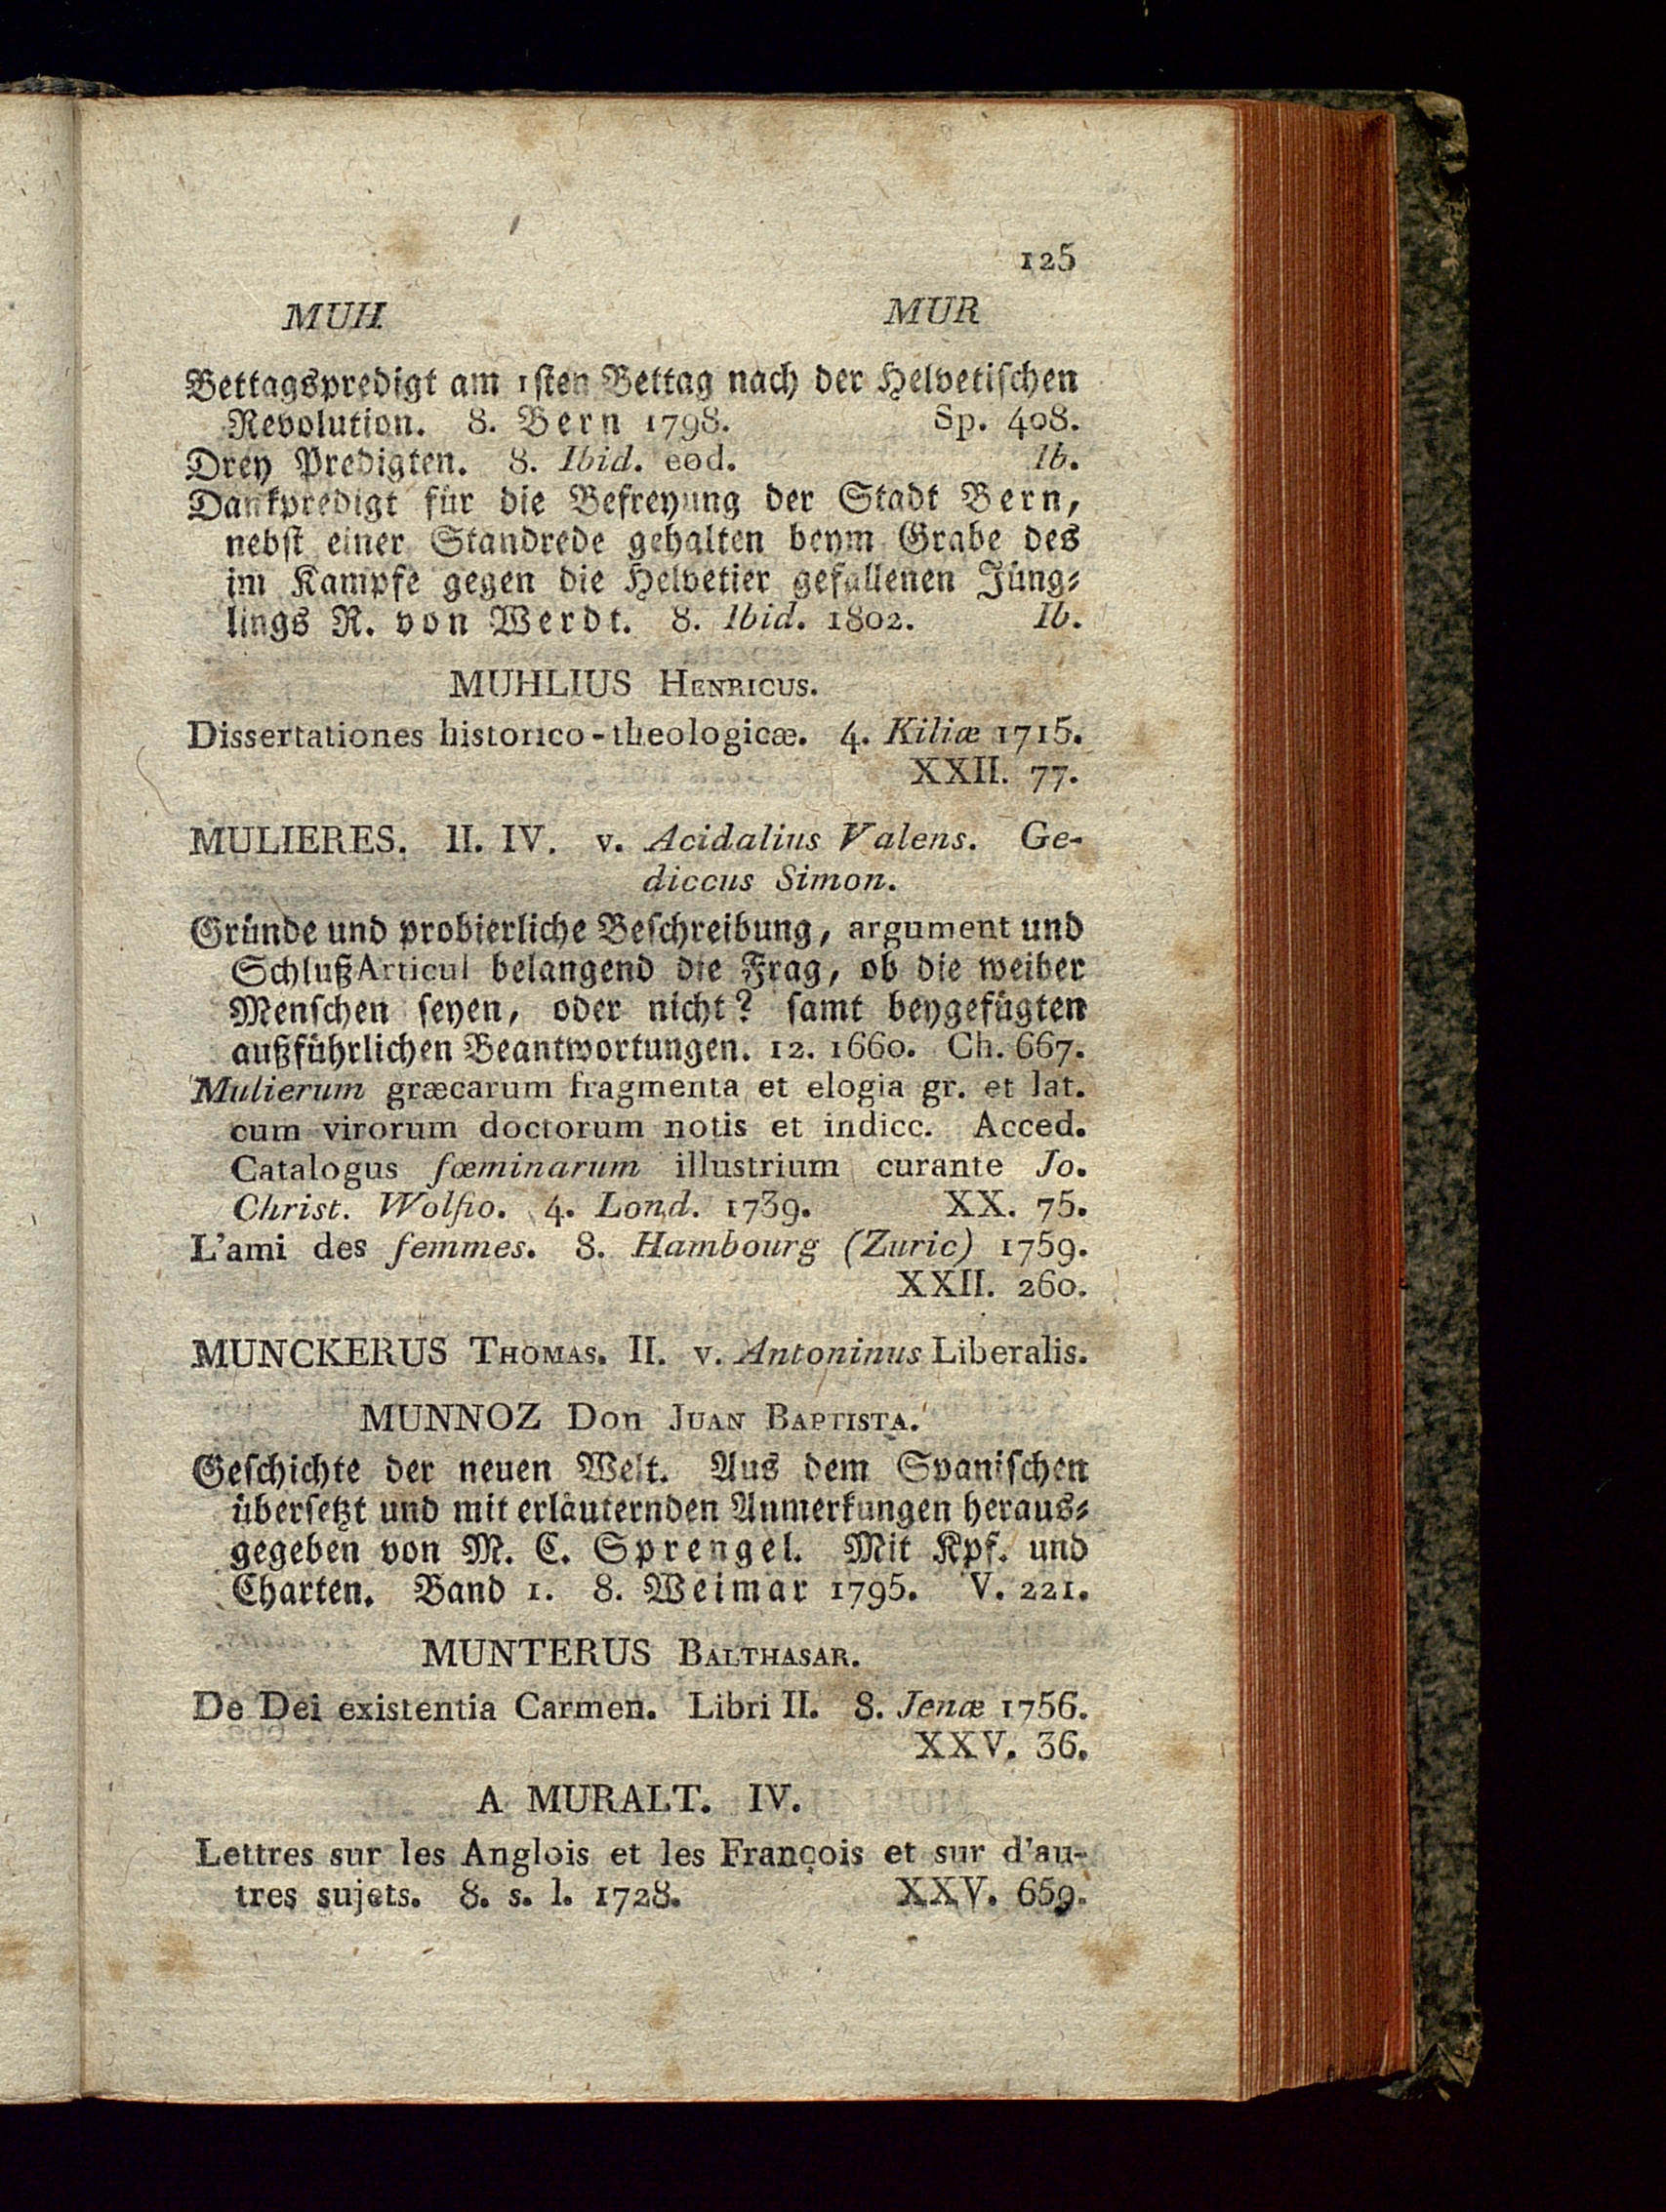 125
MUH MUR
Bettagspredigt am 1sten Bettag nach der Helvetischen
Revolution. 8. Bern 1798. Sp. 408.
Drey Predigten. 8. Ibid. eod. Ib.
Dankpredigt für die Befreyung der Stadt Bern,
nebst einer Standrede gehalten beym Grabe des
im Kampfe gegen die Helvetier gefallenen Jüng-
lings R. von Werdt. 8. Ibid. 1802. Ib.
MUHLIUS HENRICUS.
Dissertationes historico-theologicæ. 4. Kiliæ 1715.
XXII. 77.
MULIERES. II. IV. v. Acidalius Valens. Ge-
diccus Simon.
Gründe und probierliche Beschreibung, argument und
SchlußArticul belangend die Frag, ob die weiber
Menschen seyen, oder nicht? samt beygefügten
außführlichen Beantwortungen. 12. 1660. Ch. 667.
Mulierum græcarum fragmenta et elogia gr. et lat.
cum virorum doctorum notis et indicc. Acced.
Catalogus fœminarum illustrium curante Jo.
Christ. Wolfio. 4. Lond. 1739. XX. 75.
L'ami des femmes. 8. Hambourg (Zuric) 1759.
XXII. 260.
MUNCKERUS THOMAS. II. v. Antoninus Liberalis.
MUNNOZ Don JUAN BAPTISTA.
Geschichte der neuen Welt. Aus dem Spanischen
übersetzt und mit erläuternden Anmerkungen heraus-
gegeben von M. C. Sprengel. Mit Kpf. und
Charten. Band 1. 8. Weimar 1795. V. 221.
MUNTERUS BALTHASAR.
De Dei existentia Carmen. Libri II. 8. Jenæ 1756.
XXV. 36.
A MURALT. IV.
Lettres sur les Anglois et les François et sur d'au-
tres sujets. 8. s. l. 1728. XXV. 659.